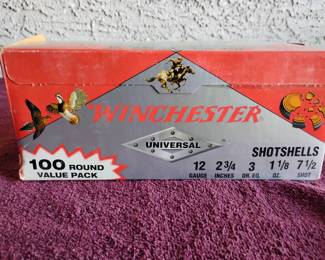 WINCHESTER
UNIVERSAL
100 ROUND
VALUE PACK
SHOTSHELLS
12 2 3/4 3 1 1/8 7 1/2
GAUGE INCHES DR. EQ. OZ. SHOT